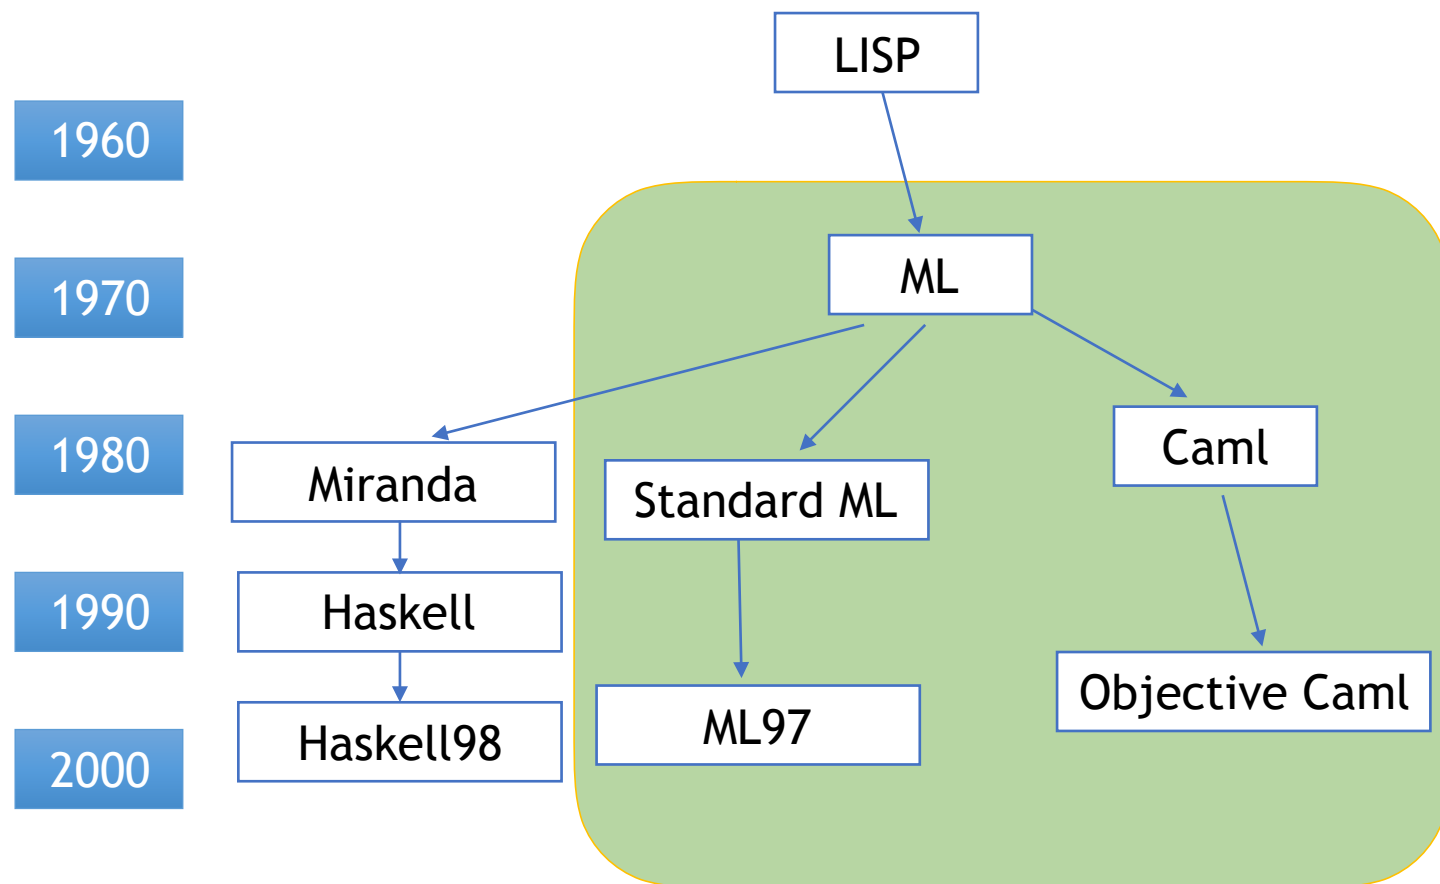 LISP
1960
ML
1970
Caml
1980
Miranda
Standard ML
1990
Haskell
Objective Caml
ML97
Haskell98
2000